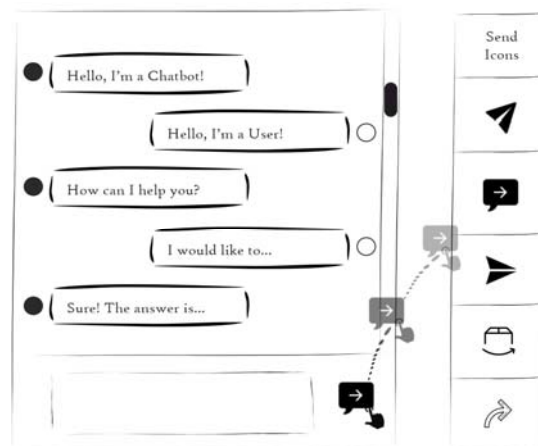 Send
Icons
Hello, I'm a Chatbot!
Hello, I'm a User!
How can I help you?
I would like to...
Sure! The answer is...